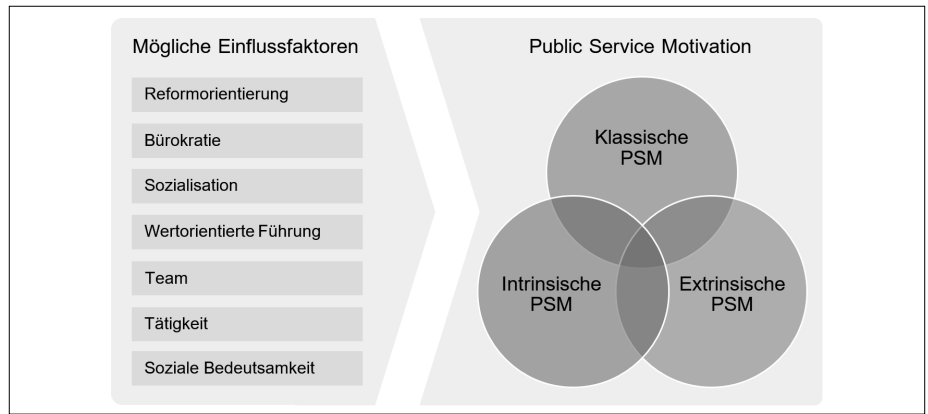 Mögliche Einflussfaktoren
Reformorientierung
Bürokratie
Sozialisation
Wertorientierte Führung
Team
Tätigkeit
Soziale Bedeutsamkeit
Public Service Motivation
Klassische
PSM
Intrinsische
PSM
Extrinsische
PSM